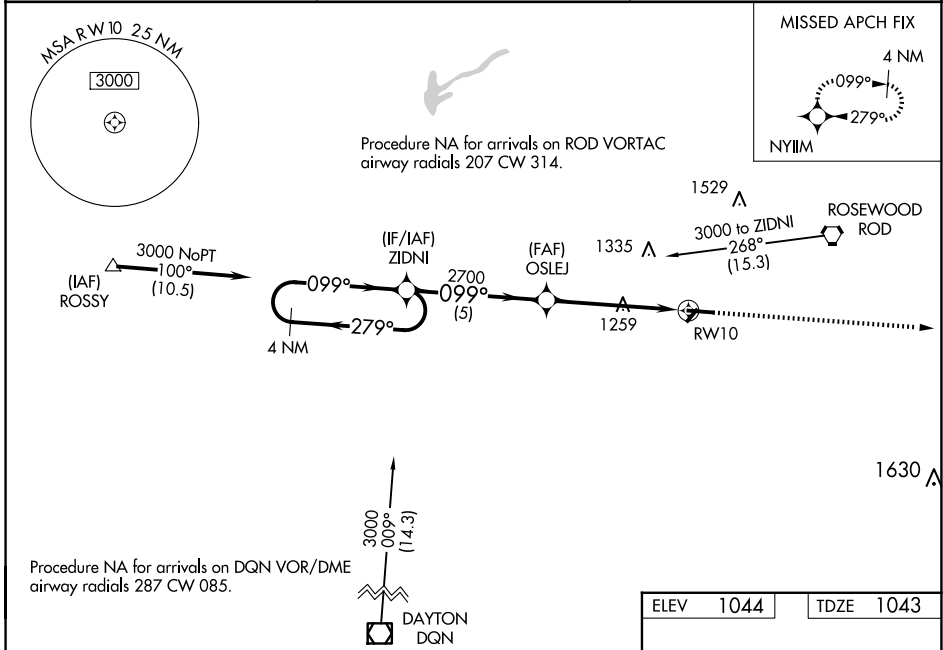 MSA RW10 25 NM
3000
MISSED APCH FIX
4 NM
099°
279°
NYIIM
Procedure NA for arrivals on ROD VORTAC
airway radials 207 CW 314.
1529
ROSEWOOD
ROD
3000 to ZIDNI
268°
(15.3)
1335
(IF/IAF)
ZIDNI
(FAF)
OSLEJ
3000 NoPT
100°
(10.5)
(IAF)
ROSSY
099°
279°
4 NM
2700
099°
(5)
1259
RW10
1630
3000
009°
(14.3)
Procedure NA for arrivals on DQN VOR/DME
airway radials 287 CW 085.
DAYTON
DQN
ELEV 1044
TDZE 1043